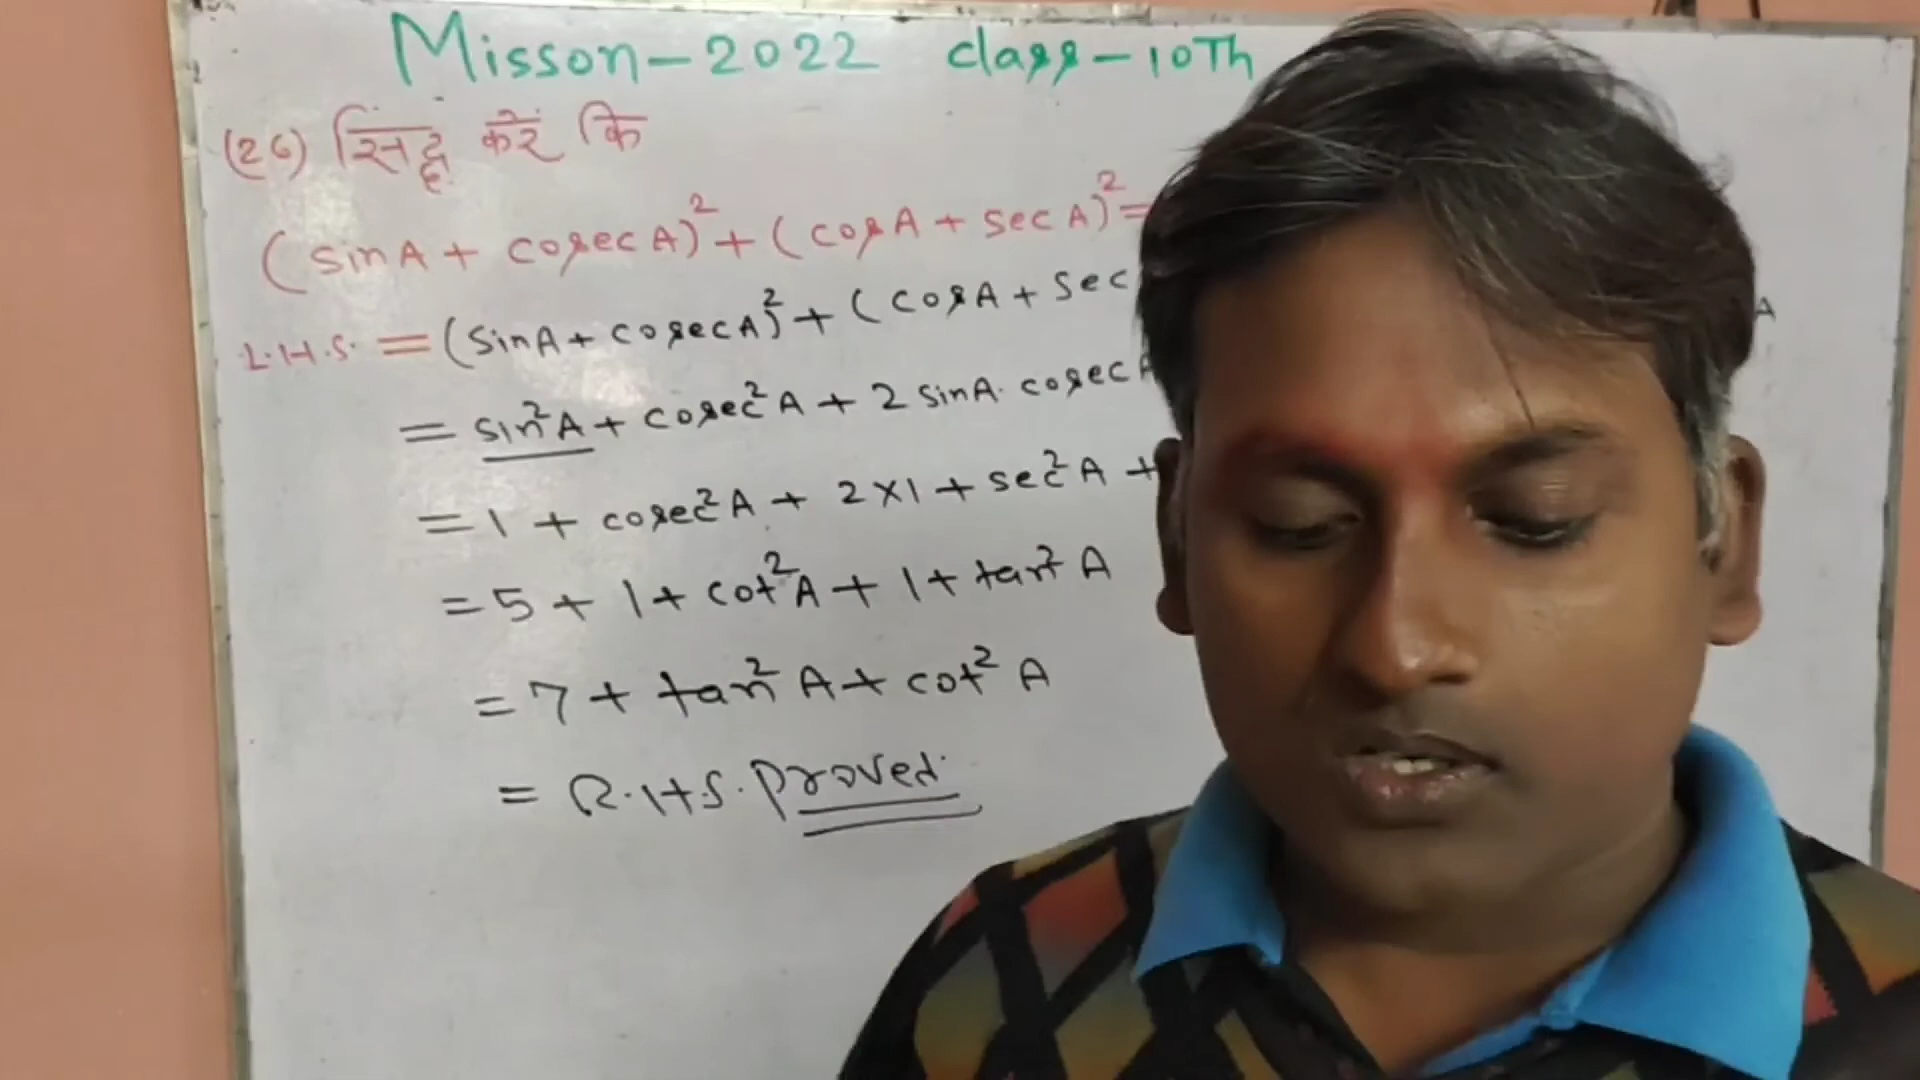 Misson-2022 class-10Th
(26) सिद्ध करें कि
(sinA + cosecA)² + (cosA + secA)² =
L.H.S. = (sinA + cosecA)² + (cosA + sec A
= sin²A + cosec²A + 2 sinA. cosecA
= 1 + cosec²A + 2×1 + sec²A +
= 5 + 1 + cot²A + 1 + tan²A
= 7 + tan²A + cot²A
= R.H.S. Proved.